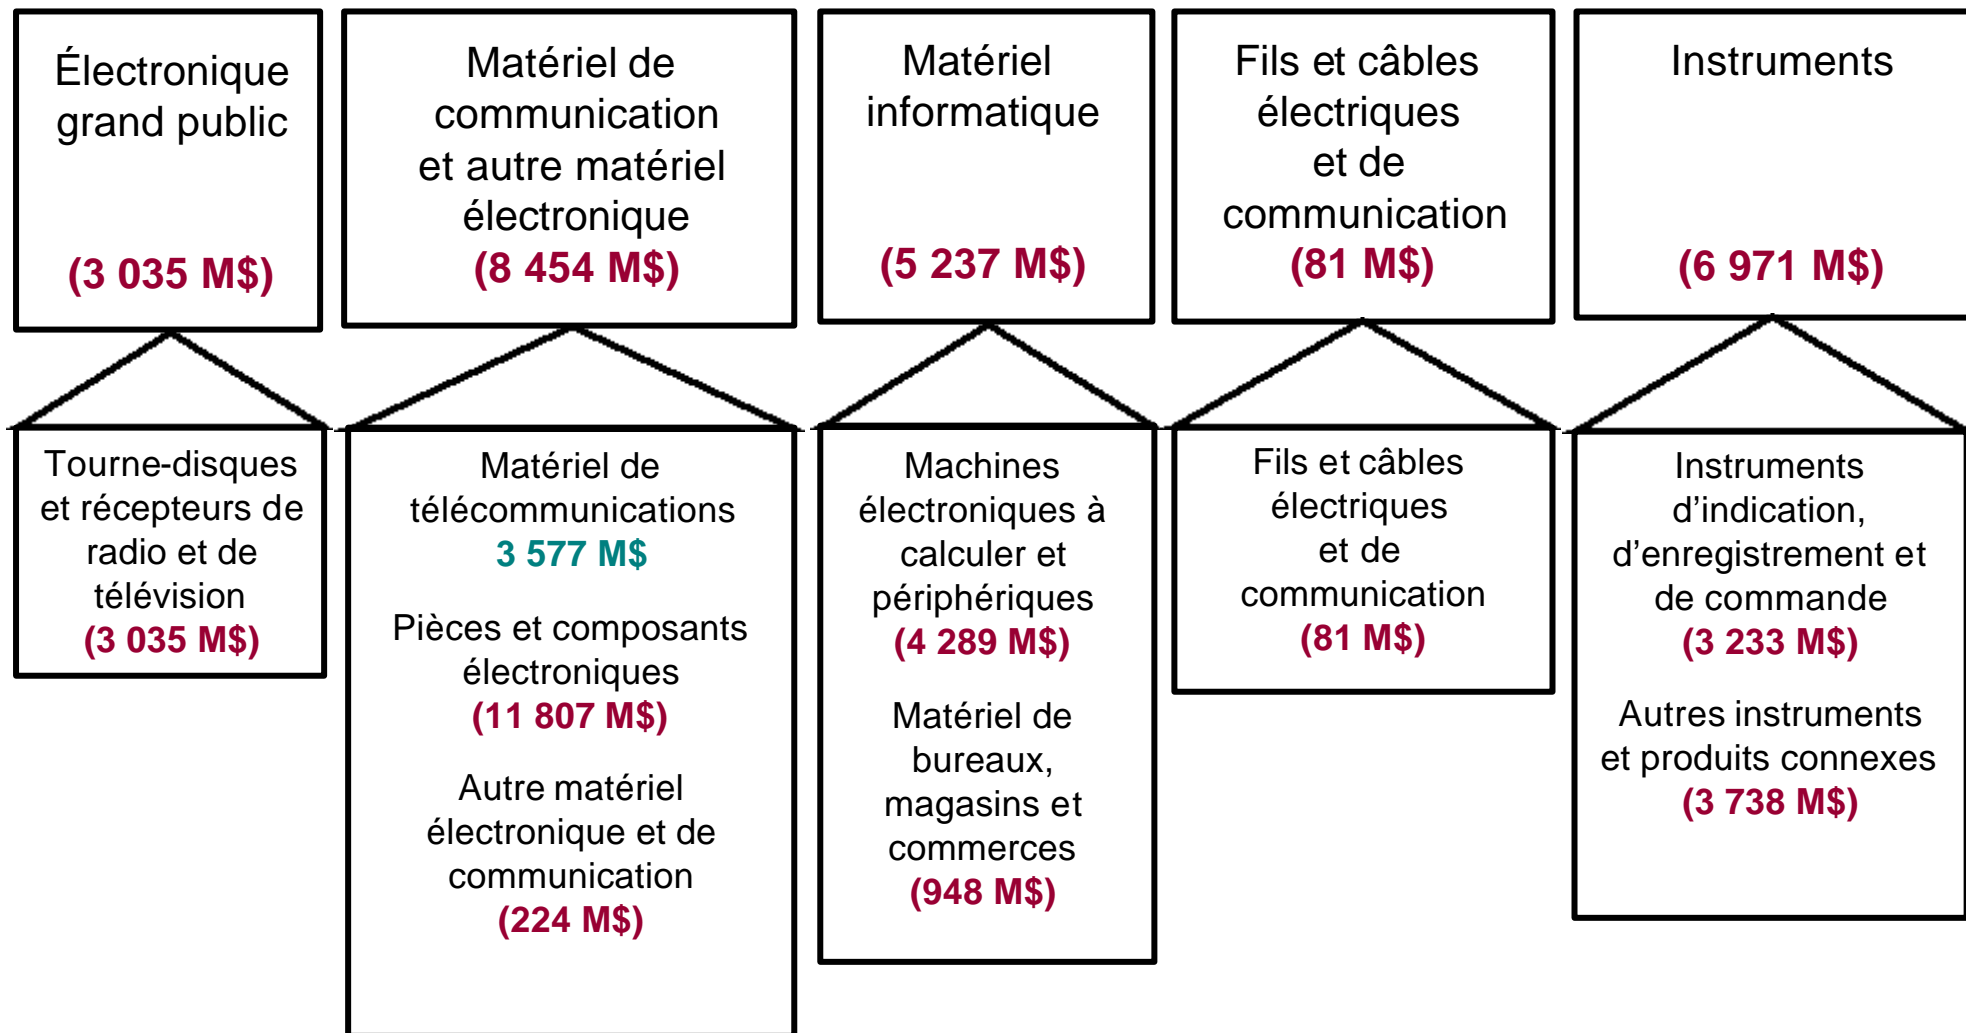 Électronique
grand public
(3 035 M$)
Matériel de
communication
et autre matériel
électronique
(8 454 M$)
Matériel
informatique
(5 237 M$)
Fils et câbles
électriques
et de
communication
(81 M$)
Instruments
(6 971 M$)
Tourne-disques
et récepteurs de
radio et de
télévision
(3 035 M$)
Matériel de
télécommunications
3 577 M$
Pièces et composants
électroniques
(11 807 M$)
Autre matériel
électronique et de
communication
(224 M$)
Machines
électroniques à
calculer et
périphériques
(4 289 M$)
Matériel de
bureaux,
magasins et
commerces
(948 M$)
Fils et câbles
électriques
et de
communication
(81 M$)
Instruments
d’indication,
d’enregistrement et
de commande
(3 233 M$)
Autres instruments
et produits connexes
(3 738 M$)